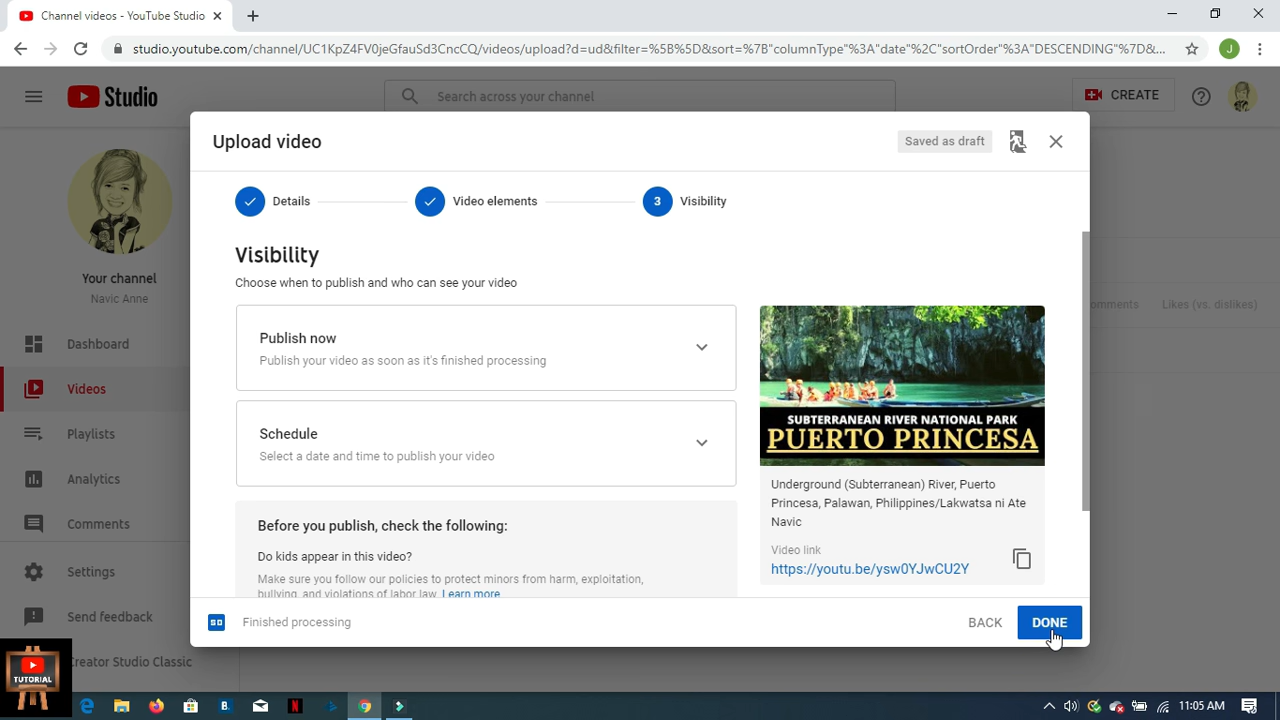 Channel videos - YouTube Studio
studio.youtube.com/channel/UC1KpZ4FV0jeGfauSd3CncCQ/videos/upload?d=ud&filter=%5B%5D&sort=%7B"columnType"%3A"date"%2C"sortOrder"%3A"DESCENDING"%7D&...
J
Studio
Search across your channel
CREATE
Upload video
Saved as draft
Details
Video elements
3
Visibility
Visibility
Choose when to publish and who can see your video
Your channel
Navic Anne
omments
Likes (vs. dislikes)
Publish now
Publish your video as soon as it's finished processing
Dashboard
Videos
Playlists
Analytics
Comments
Settings
Send feedback
Creator Studio Classic
Schedule
Select a date and time to publish your video
SUBTERRANEAN RIVER NATIONAL PARK
PUERTO PRINCESA
Underground (Subterranean) River, Puerto
Princesa, Palawan, Philippines/Lakwatsa ni Ate
Navic
Video link
https://youtu.be/ysw0YJwCU2Y
Before you publish, check the following:
Do kids appear in this video?
Make sure you follow our policies to protect minors from harm, exploitation,
bullying, and violations of labor law. Learn more
SD
Finished processing
BACK
DONE
TUTORIAL
11:05 AM